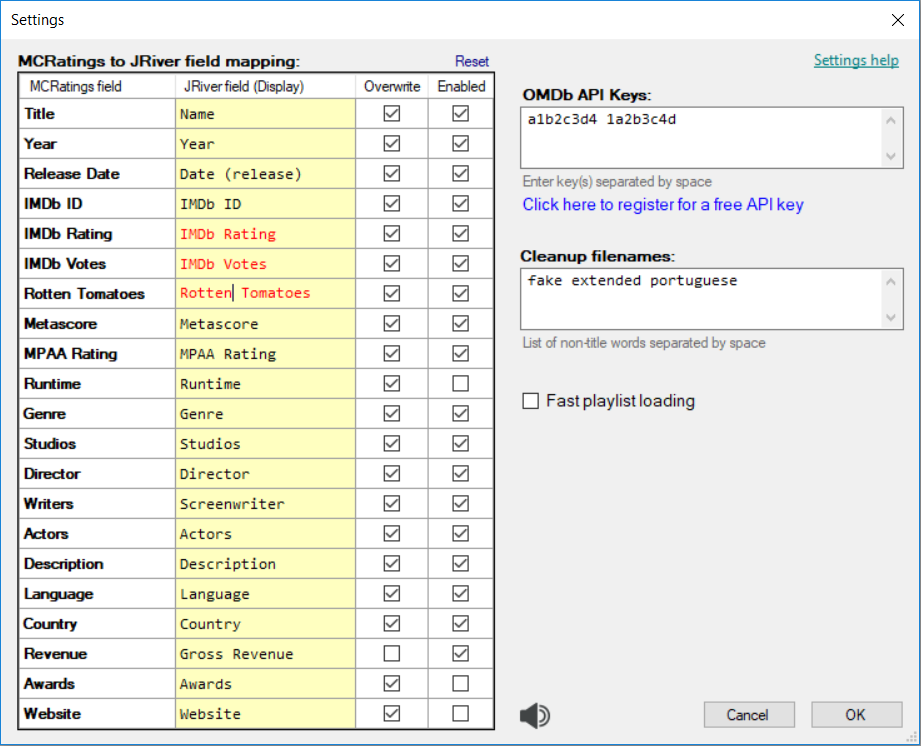 Settings
MCRatings to JRiver field mapping: Reset
MCRatings field JRiver field (Display) Overwrite Enabled
Title Name
Year Year
Release Date Date (release)
IMDb ID IMDb ID
IMDb Rating IMDb Rating
IMDb Votes IMDb Votes
Rotten Tomatoes Rotten Tomatoes
Metascore Metascore
MPAA Rating MPAA Rating
Runtime Runtime
Genre Genre
Studios Studios
Director Director
Writers Screenwriter
Actors Actors
Description Description
Language Language
Country Country
Revenue Gross Revenue
Awards Awards
Website Website
Settings help
OMDb API Keys:
a1b2c3d4 1a2b3c4d
Enter key(s) separated by space
Click here to register for a free API key
Cleanup filenames:
fake extended portuguese
List of non-title words separated by space
Fast playlist loading
Cancel OK